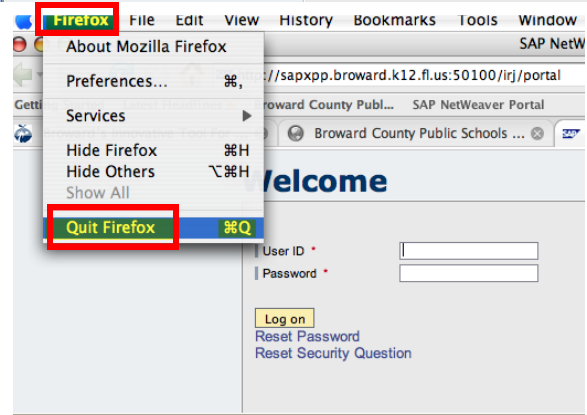 Firefox File Edit View History Bookmarks Tools Window
SAP NetW
About Mozilla Firefox
Preferences... ⌘,
://sapxpp.broward.k12.fl.us:50100/irj/portal
Getti
roward County Publ... SAP NetWeaver Portal
Services ▶
Broward County Public Schools ...
SAP
Hide Firefox ⌘H
Hide Others ⌥⌘H
Show All
Quit Firefox ⌘Q
Welcome
User ID *
Password *
Log on
Reset Password
Reset Security Question